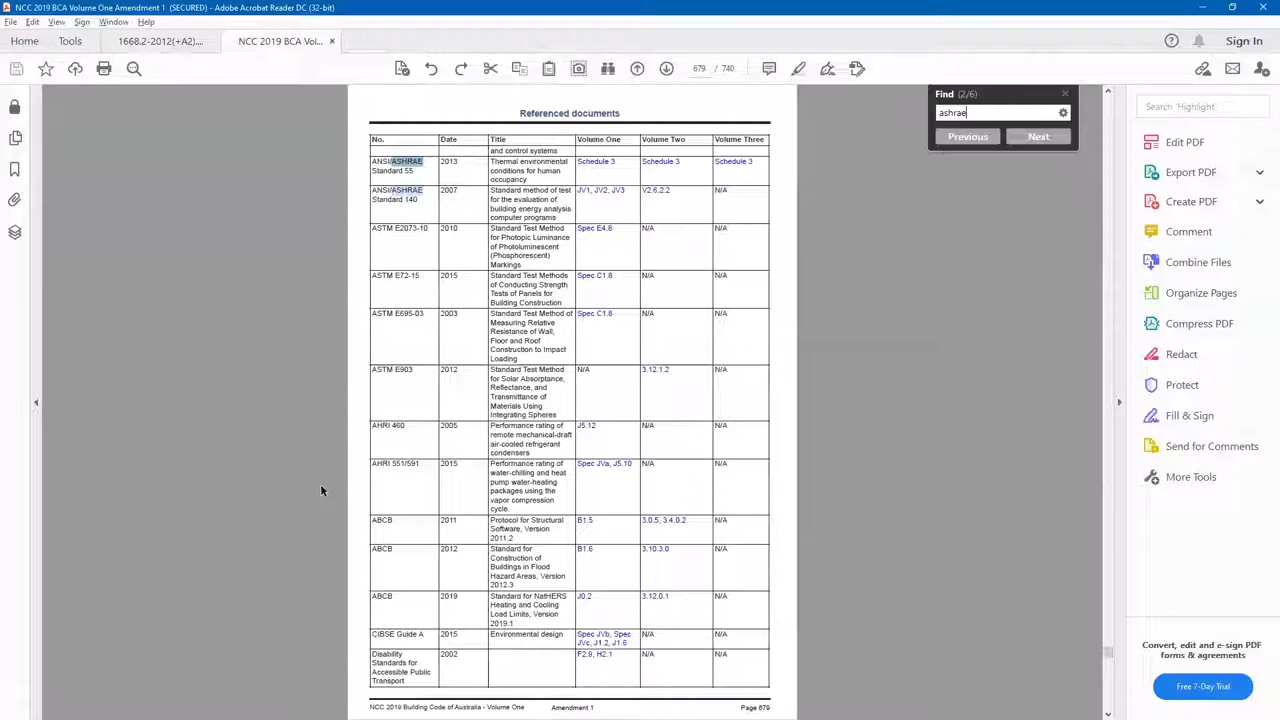 NCC 2019 BCA Volume One Amendment 1 (SECURED) - Adobe Acrobat Reader DC (32-bit)
File Edit View Sign Window Help
Home Tools 1668.2-2012(+A2).... NCC 2019 BCA Vol... × Sign In
679 / 740
Find (2/6)
ashrae
Previous Next
Referenced documents
No. Date Title Volume One Volume Two Volume Three
and control systems
ANSI/ASHRAE 2013 Thermal environmental Schedule 3 Schedule 3 Schedule 3
Standard 55 conditions for human
occupancy
ANSI/ASHRAE 2007 Standard method of test JV1, JV2, JV3 V2.6.2.2 N/A
Standard 140 for the evaluation of
building energy analysis
computer programs
ASTM E2073-10 2010 Standard Test Method Spec E4.8 N/A N/A
for Photopic Luminance
of Photoluminescent
(Phosphorescent)
Markings
ASTM E72-15 2015 Standard Test Methods Spec C1.8 N/A N/A
of Conducting Strength
Tests of Panels for
Building Construction
ASTM E695-03 2003 Standard Test Method of Spec C1.8 N/A N/A
Measuring Relative
Resistance of Wall,
Floor and Roof
Construction to Impact
Loading
ASTM E903 2012 Standard Test Method N/A 3.12.1.2 N/A
for Solar Absorptance,
Reflectance, and
Transmittance of
Materials Using
Integrating Spheres
AHRI 460 2005 Performance rating of J5.12 N/A N/A
remote mechanical-draft
air-cooled refrigerant
condensers
AHRI 551/591 2015 Performance rating of Spec JVa, J5.10 N/A N/A
water-chilling and heat
pump water-heating
packages using the
vapor compression
cycle.
ABCB 2011 Protocol for Structural B1.5 3.0.5, 3.4.0.2 N/A
Software, Version
2011.2
ABCB 2012 Standard for B1.6 3.10.3.0 N/A
Construction of
Buildings in Flood
Hazard Areas, Version
2012.3
ABCB 2019 Standard for NatHERS J0.2 3.12.0.1 N/A
Heating and Cooling
Load Limits, Version
2019.1
CIBSE Guide A 2015 Environmental design Spec JVb, Spec N/A N/A
JVc, J1.2, J1.6
Disability 2002 F2.9, H2.1 N/A N/A
Standards for
Accessible Public
Transport
NCC 2019 Building Code of Australia - Volume One Amendment 1 Page 679
Search 'Highlight'
Edit PDF
Export PDF
Create PDF
Comment
Combine Files
Organize Pages
Compress PDF
Redact
Protect
Fill & Sign
Send for Comments
More Tools
Convert, edit and e-sign PDF
forms & agreements
Free 7-Day Trial